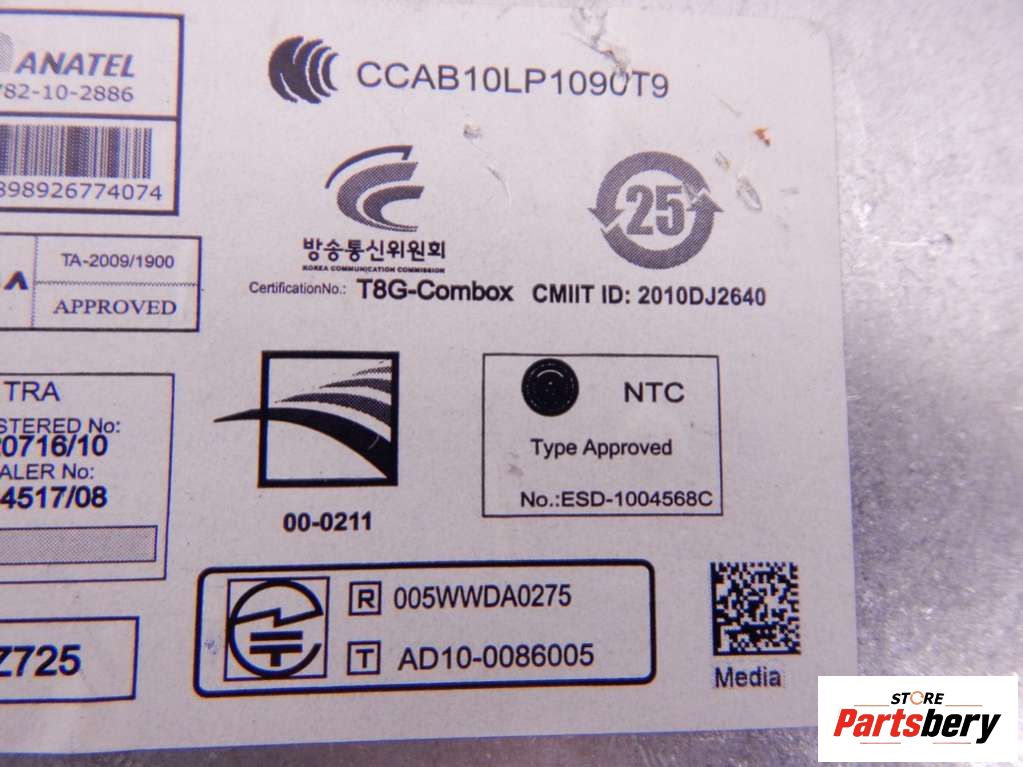 ANATEL
782-10-2886
898926774074
CCAB10LP1090T9
25
방송통신위원회
KOREA COMMUNICATION COMMISSION
CertificationNo.: T8G-Combox CMIIT ID: 2010DJ2640
TA-2009/1900
APPROVED
TRA
STERED No:
20716/10
ALER No:
4517/08
00-0211
NTC
Type Approved
No.:ESD-1004568C
R 005WWDA0275
T AD10-0086005
Z725
Media
STORE
Partsbery